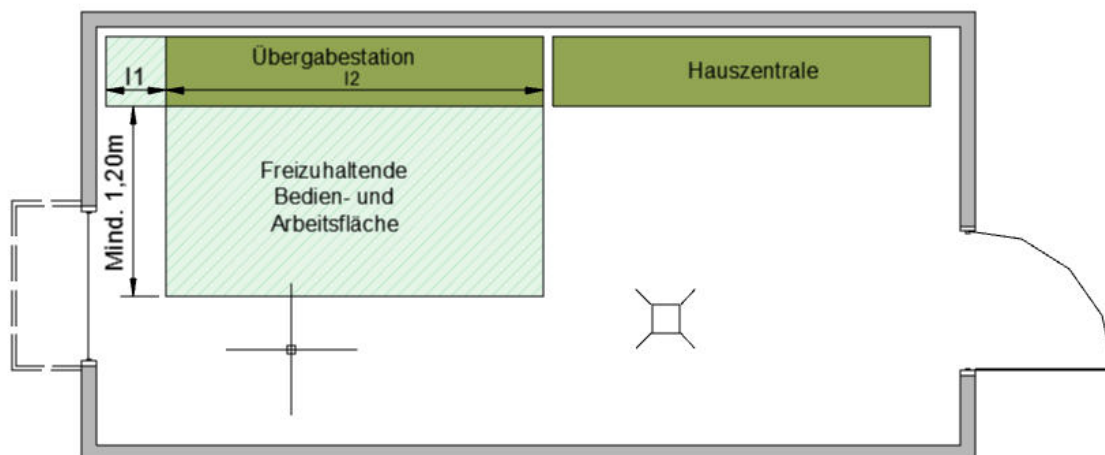 Übergabestation
Hauszentrale
l1
l2
Mind. 1,20m
Freizuhaltende
Bedien- und
Arbeitsfläche